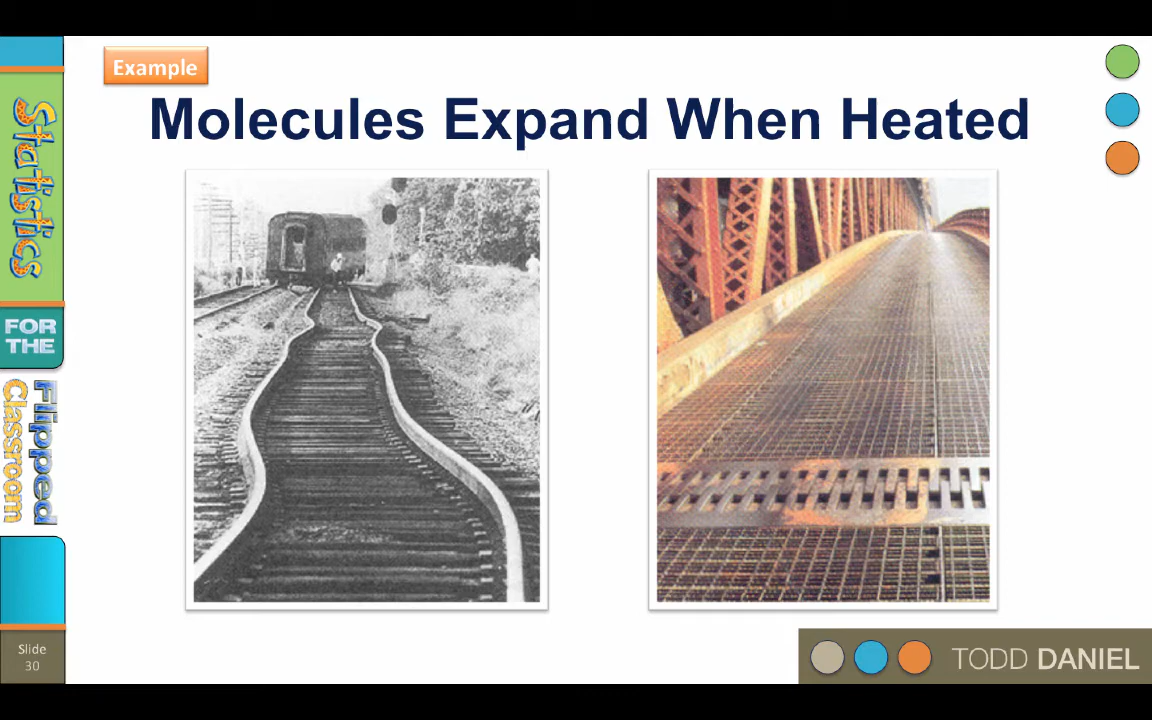 Example
Molecules Expand When Heated
Statistics
FOR
THE
Flipped
Classroom
Slide
30
TODD DANIEL